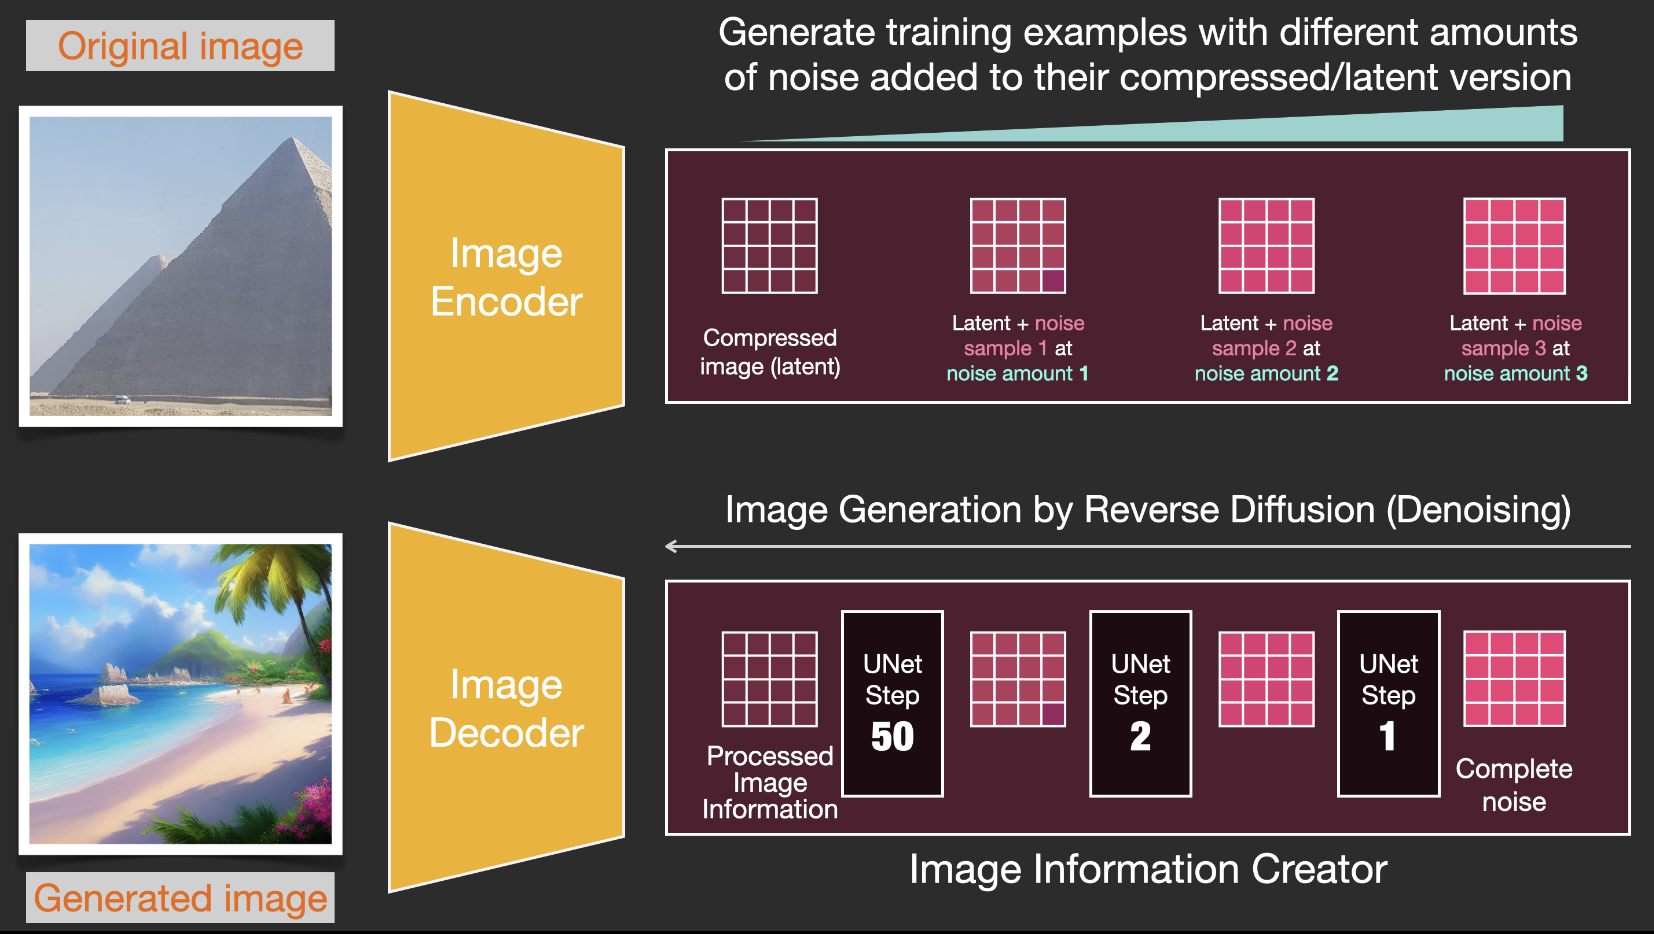 Original image
Generate training examples with different amounts
of noise added to their compressed/latent version
Image
Encoder
Compressed
image (latent)
Latent + noise
sample 1 at
noise amount 1
Latent + noise
sample 2 at
noise amount 2
Latent + noise
sample 3 at
noise amount 3
Image Generation by Reverse Diffusion (Denoising)
Image
Decoder
Processed
Image
Information
UNet
Step
50
UNet
Step
2
UNet
Step
1
Complete
noise
Image Information Creator
Generated image